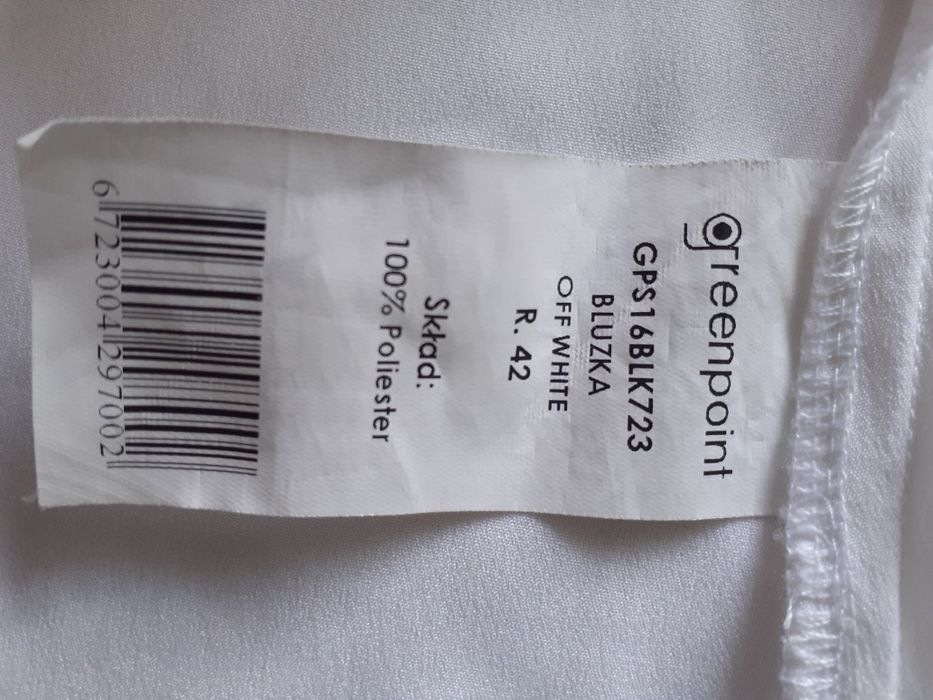 greenpoint
GPS16BLK723
BLUZKA
OFF WHITE
R. 42
Skład:
100% Poliester
6723004297002